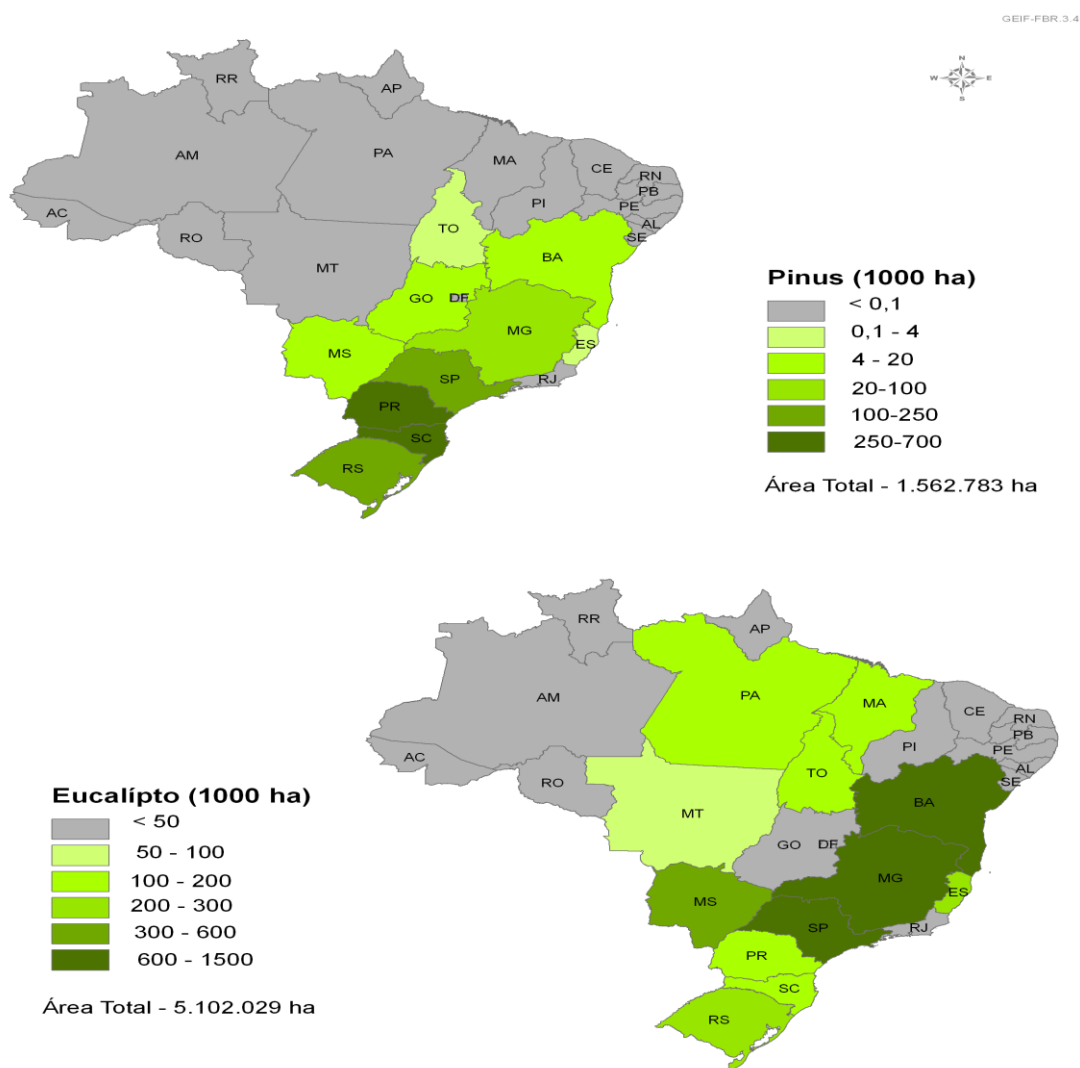 GEIF-FBR.3.4
N
W E
S
RR
AP
AM
PA
MA
CE
RN
PB
PE
AL
SE
PI
AC
RO
TO
MT
BA
GO
DF
MG
ES
MS
SP
RJ
PR
SC
RS
Pinus (1000 ha)
< 0,1
0,1 - 4
4 - 20
20-100
100-250
250-700
Área Total - 1.562.783 ha
RR
AP
AM
PA
MA
CE
RN
PB
PE
AL
SE
PI
AC
RO
TO
MT
BA
GO
DF
MG
ES
MS
SP
RJ
PR
SC
RS
Eucalípto (1000 ha)
< 50
50 - 100
100 - 200
200 - 300
300 - 600
600 - 1500
Área Total - 5.102.029 ha